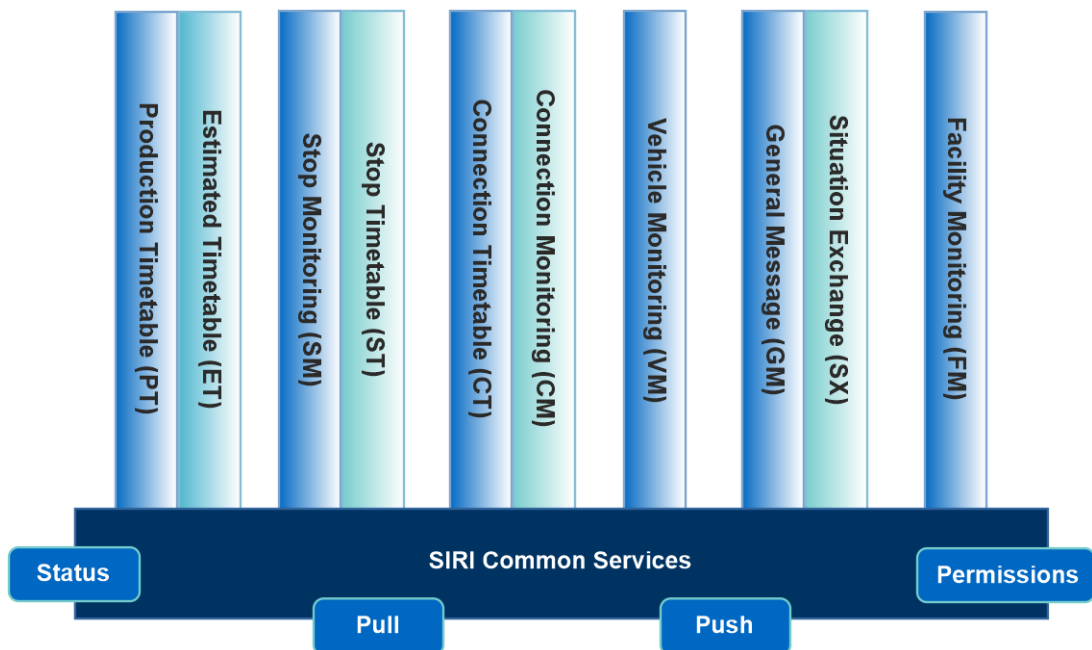 Production Timetable (PT)
Estimated Timetable (ET)
Stop Monitoring (SM)
Stop Timetable (ST)
Connection Timetable (CT)
Connection Monitoring (CM)
Vehicle Monitoring (VM)
General Message (GM)
Situation Exchange (SX)
Facility Monitoring (FM)
SIRI Common Services
Status
Permissions
Pull
Push